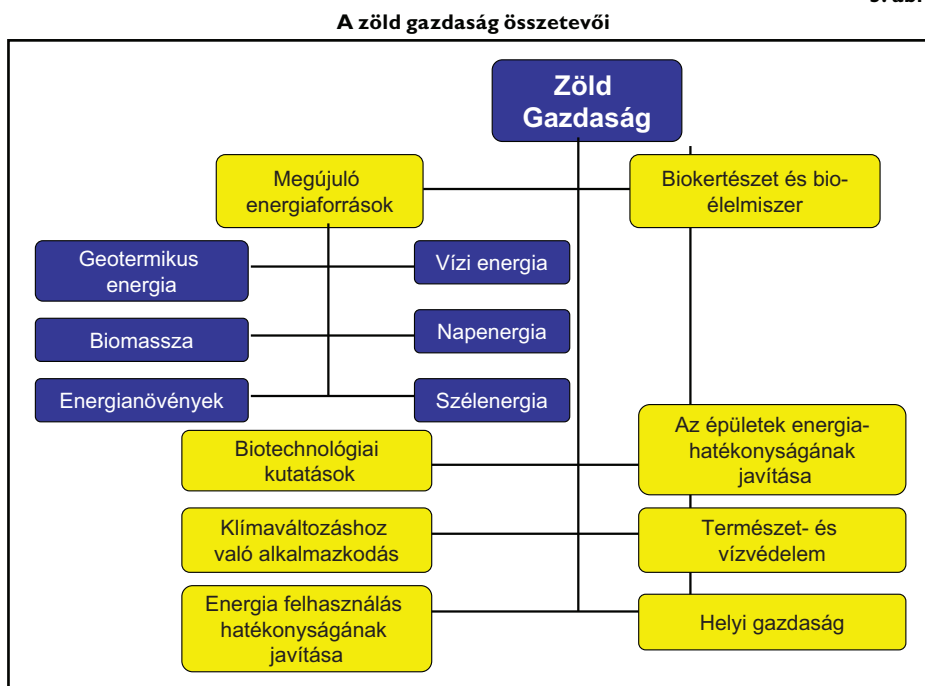 A zöld gazdaság összetevői
Zöld
Gazdaság
Megújuló
energiaforrások
Biokertészet és bio-
élelmiszer
Geotermikus
energia
Vízi energia
Biomassza
Napenergia
Energianövények
Szélenergia
Biotechnológiai
kutatások
Az épületek energia-
hatékonyságának
javítása
Klímaváltozáshoz
való alkalmazkodás
Természet- és
vízvédelem
Energia felhasználás
hatékonyságának
javítása
Helyi gazdaság